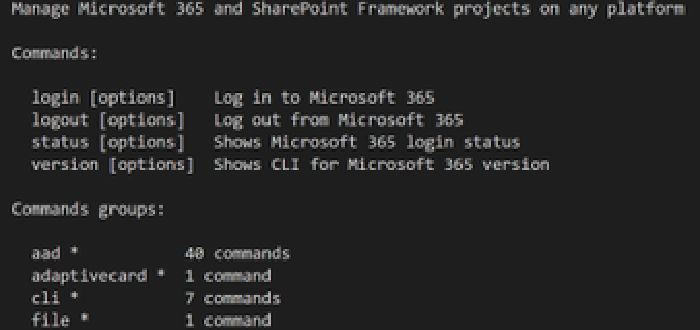 Manage Microsoft 365 and SharePoint Framework projects on any platform
Commands:
login [options] Log in to Microsoft 365
logout [options] Log out from Microsoft 365
status [options] Shows Microsoft 365 login status
version [options] Shows CLI for Microsoft 365 version
Commands groups:
aad * 40 commands
adaptivecard * 1 command
cli * 7 commands
file * 1 command